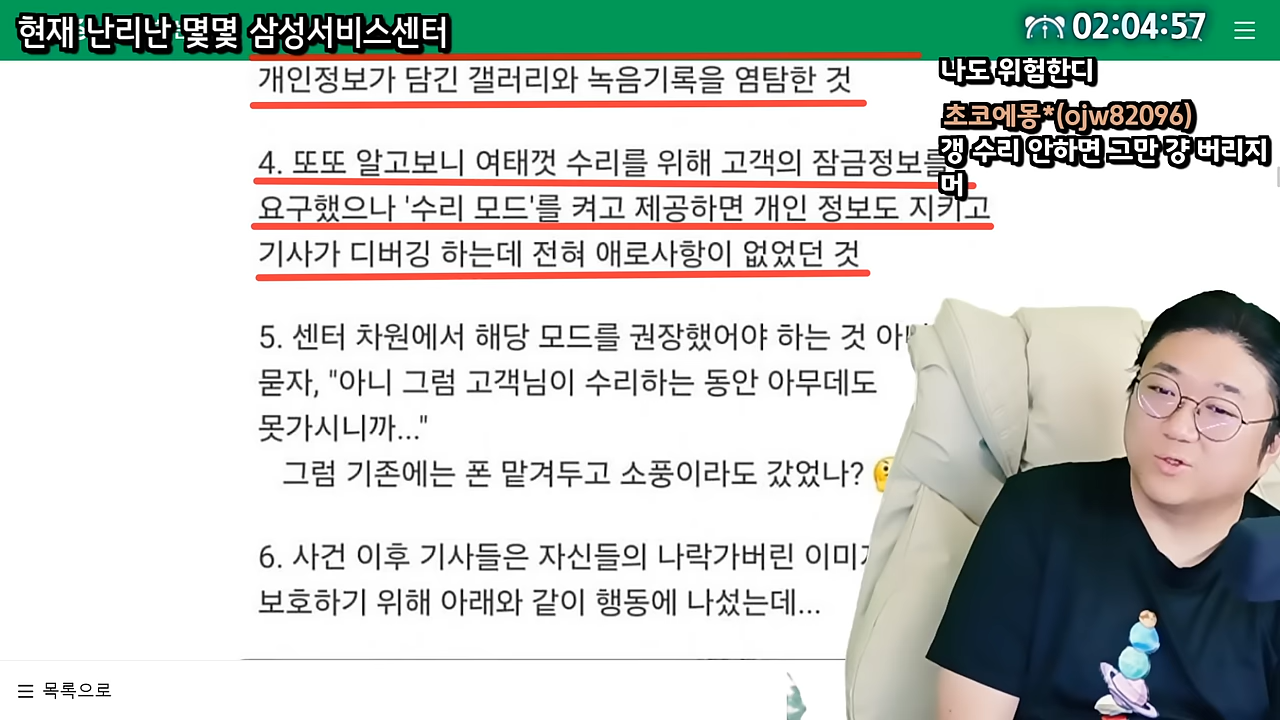 현재 난리난 몇몇 삼성서비스센터
02:04:57
개인정보가 담긴 갤러리와 녹음기록을 염탐한 것
나도 위험한디
초코에몽*(ojw82096)
갱 수리 안하면 그만 걍 버리지
머
4. 또또 알고보니 여태껏 수리를 위해 고객의 잠금정보를
요구했으나 '수리 모드'를 켜고 제공하면 개인 정보도 지키고
기사가 디버깅 하는데 전혀 애로사항이 없었던 것
5. 센터 차원에서 해당 모드를 권장했어야 하는 것
묻자, "아니 그럼 고객님이 수리하는 동안 아무데도
못가시니까..."
그럼 기존에는 폰 맡겨두고 소풍이라도 갔었나?
6. 사건 이후 기사들은 자신들의 나락가버린
보호하기 위해 아래와 같이 행동에 나섰는데...
목록으로